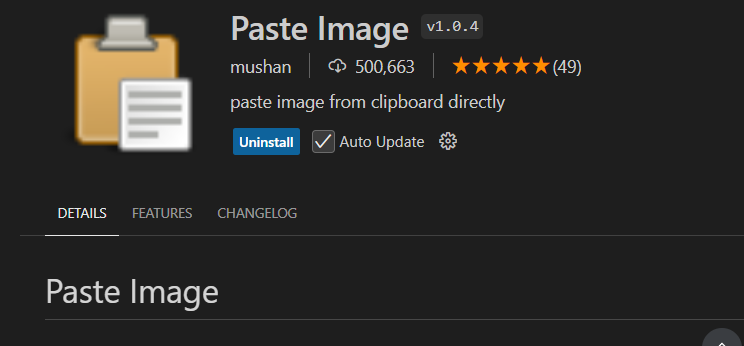 Paste Image v1.0.4
mushan 500,663 ★★★★★(49)
paste image from clipboard directly
Uninstall Auto Update
DETAILS FEATURES CHANGELOG
Paste Image